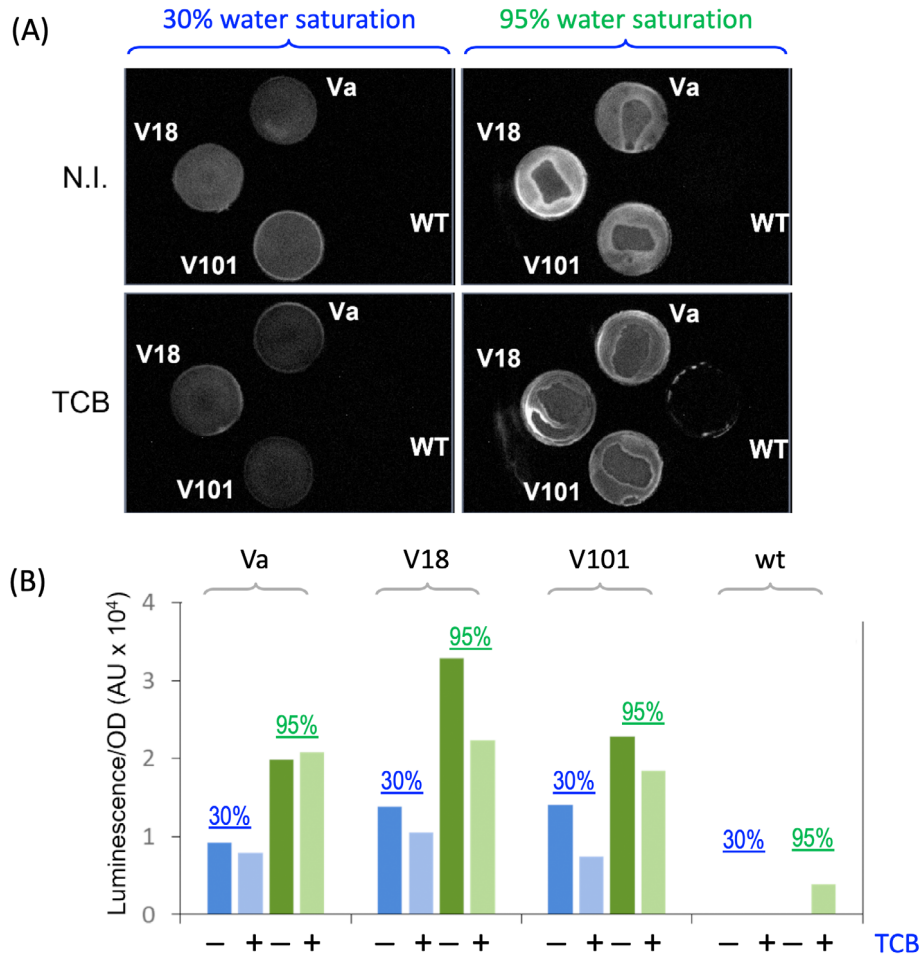 (A)
30% water saturation
95% water saturation
N.I.
Va
V18
WT
V101
Va
V18
WT
V101
TCB
Va
V18
WT
V101
Va
V18
WT
V101
(B)
Va
V18
V101
wt
Luminescence/OD (AU x 10⁴)
4
3
2
1
0
30%
95%
30%
95%
30%
95%
30%
95%
– + – + – + – + – + – + – + – + TCB